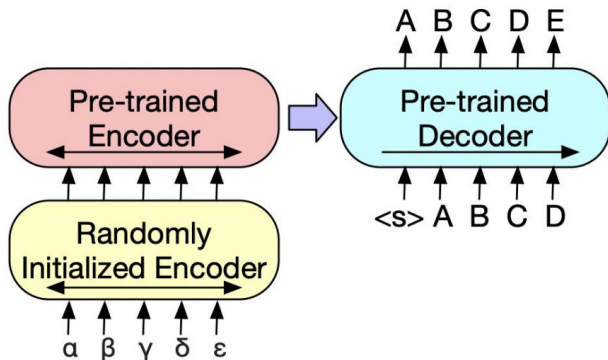 A B C D E
Pre-trained
Encoder
Pre-trained
Decoder
<s> A B C D
Randomly
Initialized Encoder
α β γ δ ε